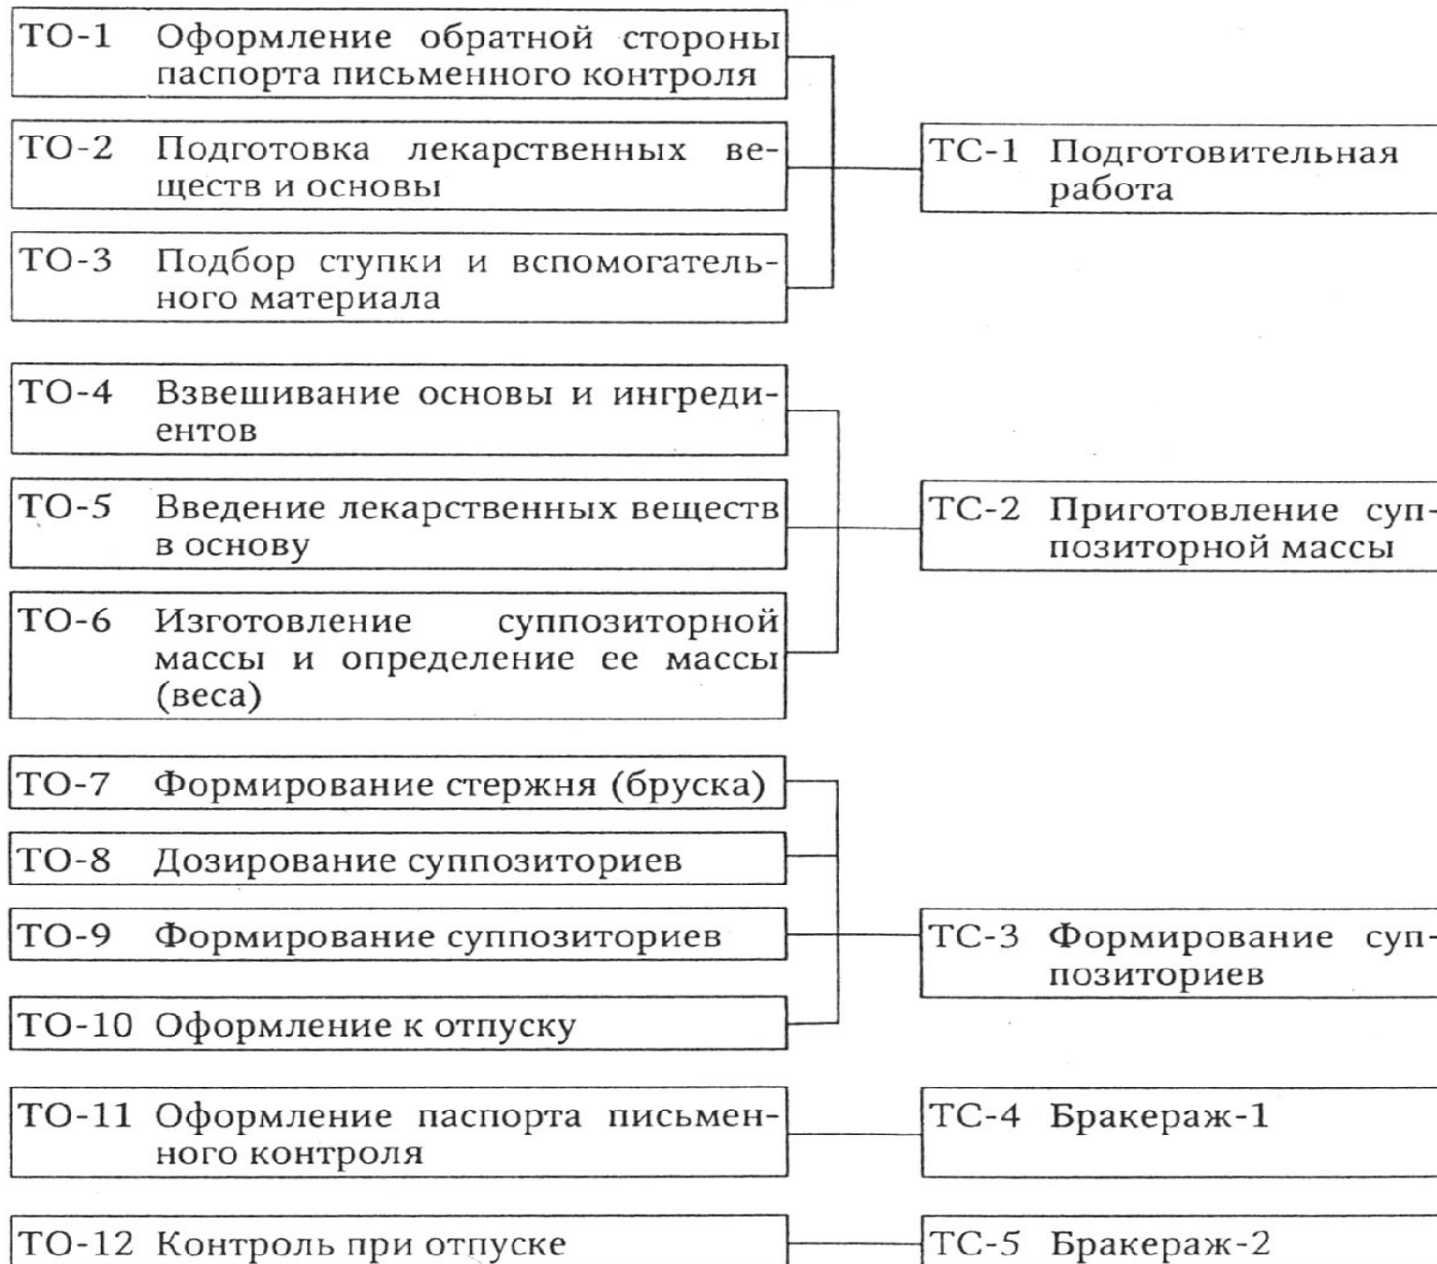 ТО-1 Оформление обратной стороны
паспорта письменного контроля
ТО-2 Подготовка лекарственных ве-
ществ и основы
ТС-1 Подготовительная
работа
ТО-3 Подбор ступки и вспомогатель-
ного материала
ТО-4 Взвешивание основы и ингреди-
ентов
ТО-5 Введение лекарственных веществ
в основу
ТС-2 Приготовление суп-
позиторной массы
ТО-6 Изготовление суппозиторной
массы и определение ее массы
(веса)
ТО-7 Формирование стержня (бруска)
ТО-8 Дозирование суппозиториев
ТО-9 Формирование суппозиториев
ТС-3 Формирование суп-
позиториев
ТО-10 Оформление к отпуску
ТО-11 Оформление паспорта письмен-
ного контроля
ТС-4 Бракераж-1
ТО-12 Контроль при отпуске
ТС-5 Бракераж-2